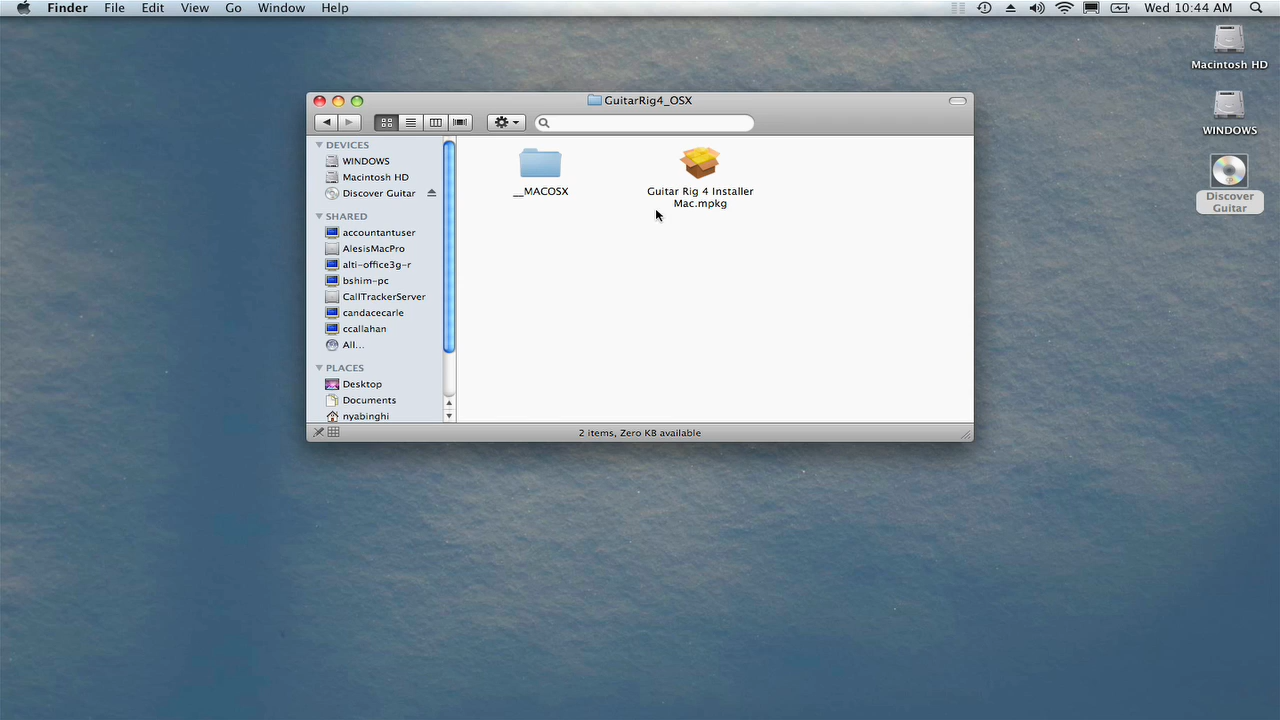 Finder File Edit View Go Window Help Wed 10:44 AM
Macintosh HD
WINDOWS
Discover
Guitar
GuitarRig4_OSX
DEVICES
WINDOWS
Macintosh HD
Discover Guitar
SHARED
accountantuser
AlesisMacPro
alti-office3g-r
bshim-pc
CallTrackerServer
candacecarle
ccallahan
All...
PLACES
Desktop
Documents
nyabinghi
__MACOSX
Guitar Rig 4 Installer
Mac.mpkg
2 items, Zero KB available